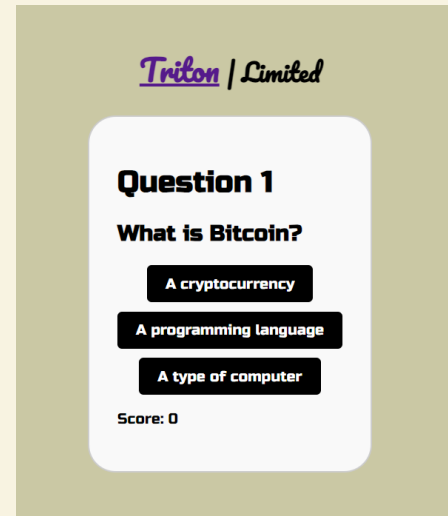 Triton | Limited
Question 1
What is Bitcoin?
A cryptocurrency
A programming language
A type of computer
Score: 0